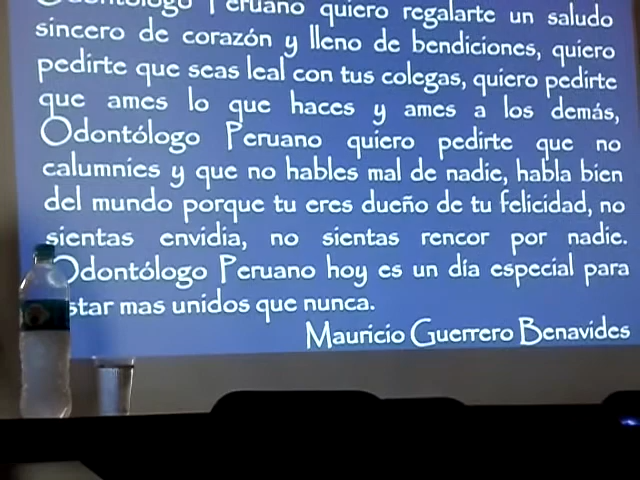 Odontólogo Peruano quiero regalarte un saludo
sincero de corazón y lleno de bendiciones, quiero
pedirte que seas leal con tus colegas, quiero pedirte
que ames lo que haces y ames a los demás,
Odontólogo Peruano quiero pedirte que no
calumnies y que no hables mal de nadie, habla bien
del mundo porque tu eres dueño de tu felicidad, no
sientas envidia, no sientas rencor por nadie.
Odontólogo Peruano hoy es un día especial para
star mas unidos que nunca.
Mauricio Guerrero Benavides